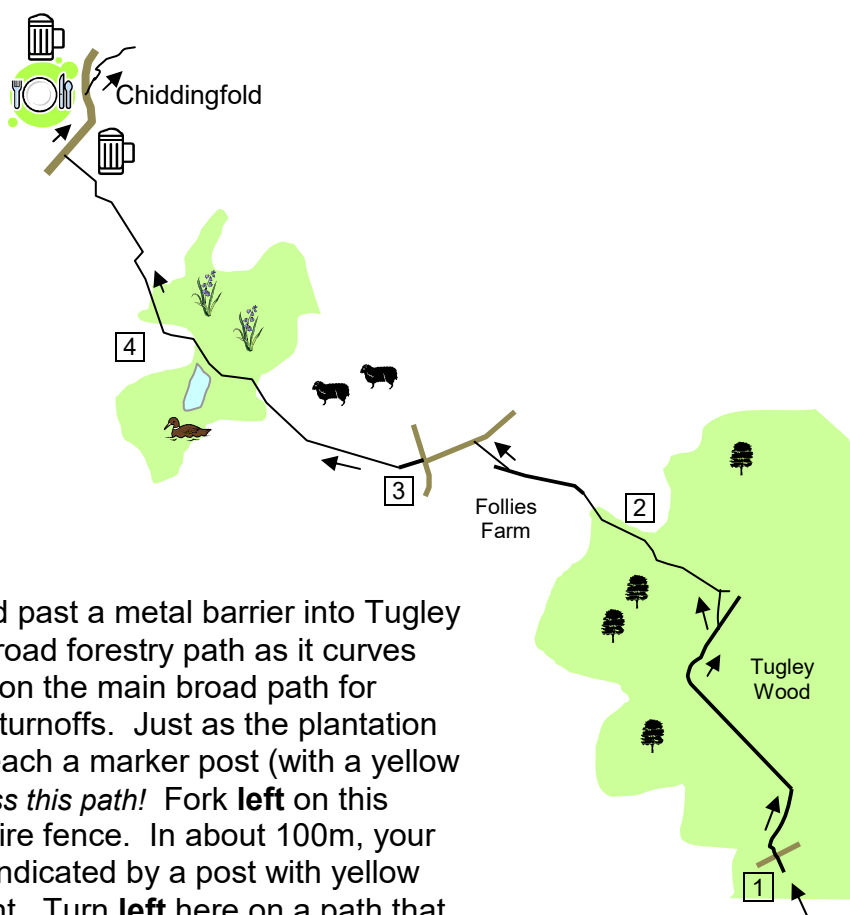 Chiddingfold
4
3
Follies
Farm
2
d past a metal barrier into Tugley
road forestry path as it curves
on the main broad path for
turnoffs.  Just as the plantation
each a marker post (with a yellow
ss this path!  Fork left on this
ire fence.  In about 100m, your
ndicated by a post with yellow
nt.  Turn left here on a path that
Tugley
Wood
1